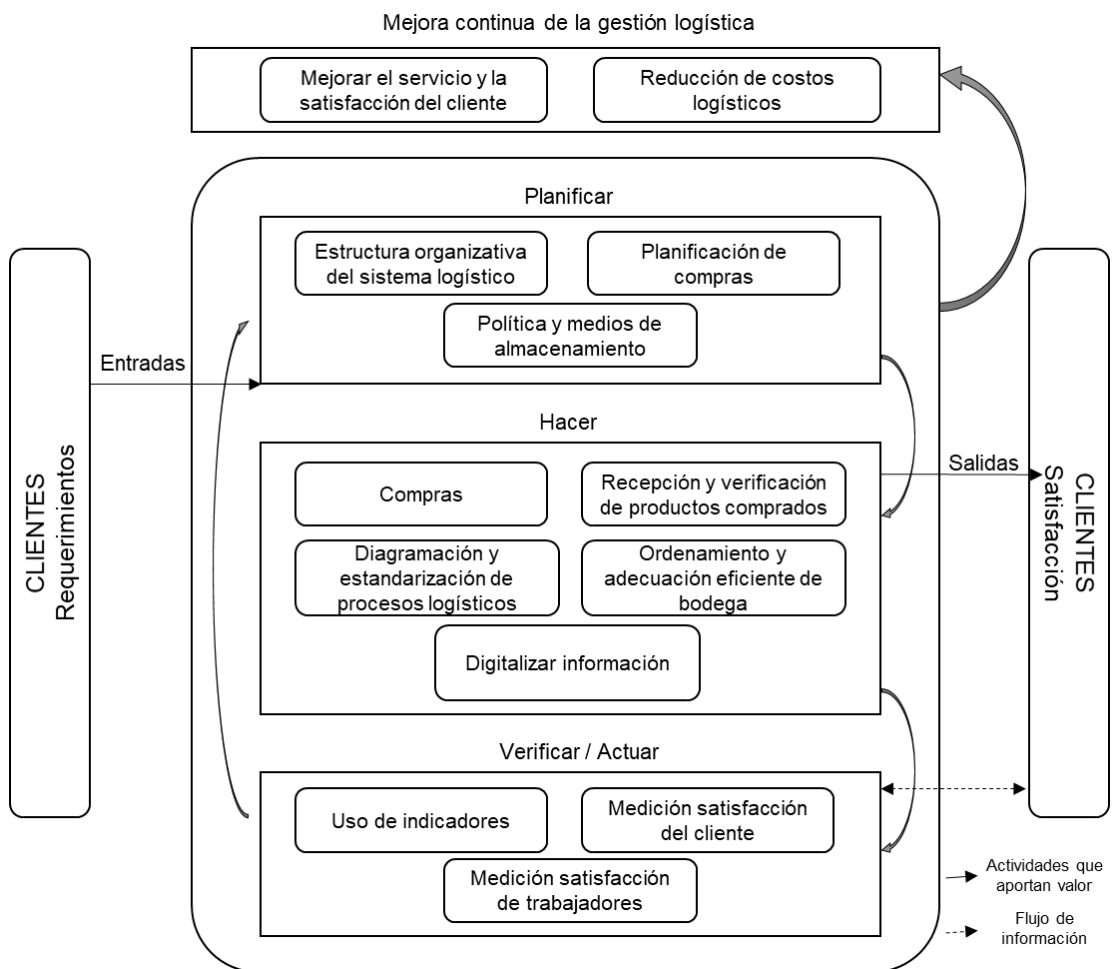 Mejora continua de la gestión logística
Mejorar el servicio y la
satisfacción del cliente
Reducción de costos
logísticos
Planificar
Estructura organizativa
del sistema logístico
Planificación de
compras
Política y medios de
almacenamiento
Entradas
CLIENTES
Requerimientos
Hacer
Compras
Recepción y verificación
de productos comprados
Diagramación y
estandarización de
procesos logísticos
Ordenamiento y
adecuación eficiente de
bodega
Digitalizar información
Salidas
CLIENTES
Satisfacción
Verificar / Actuar
Uso de indicadores
Medición satisfacción
del cliente
Medición satisfacción
de trabajadores
Actividades que
aportan valor
Flujo de
información